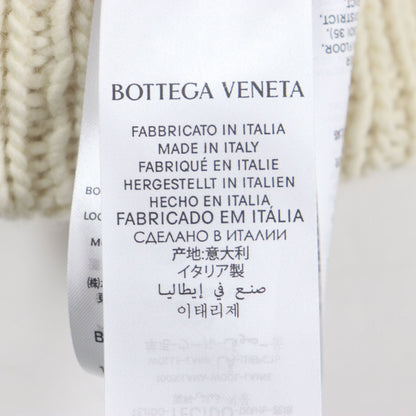 BOTTEGA VENETA
FABBRICATO IN ITALIA
MADE IN ITALY
FABRIQUÉ EN ITALIE
HERGESTELLT IN ITALIEN
HECHO EN ITALIA
FABRICADO EM ITÁLIA
СДЕЛАНО В ИТАЛИИ
产地:意大利
イタリア製
صنع في إيطاليا
이태리제
DISTRICT,
FLOOR,